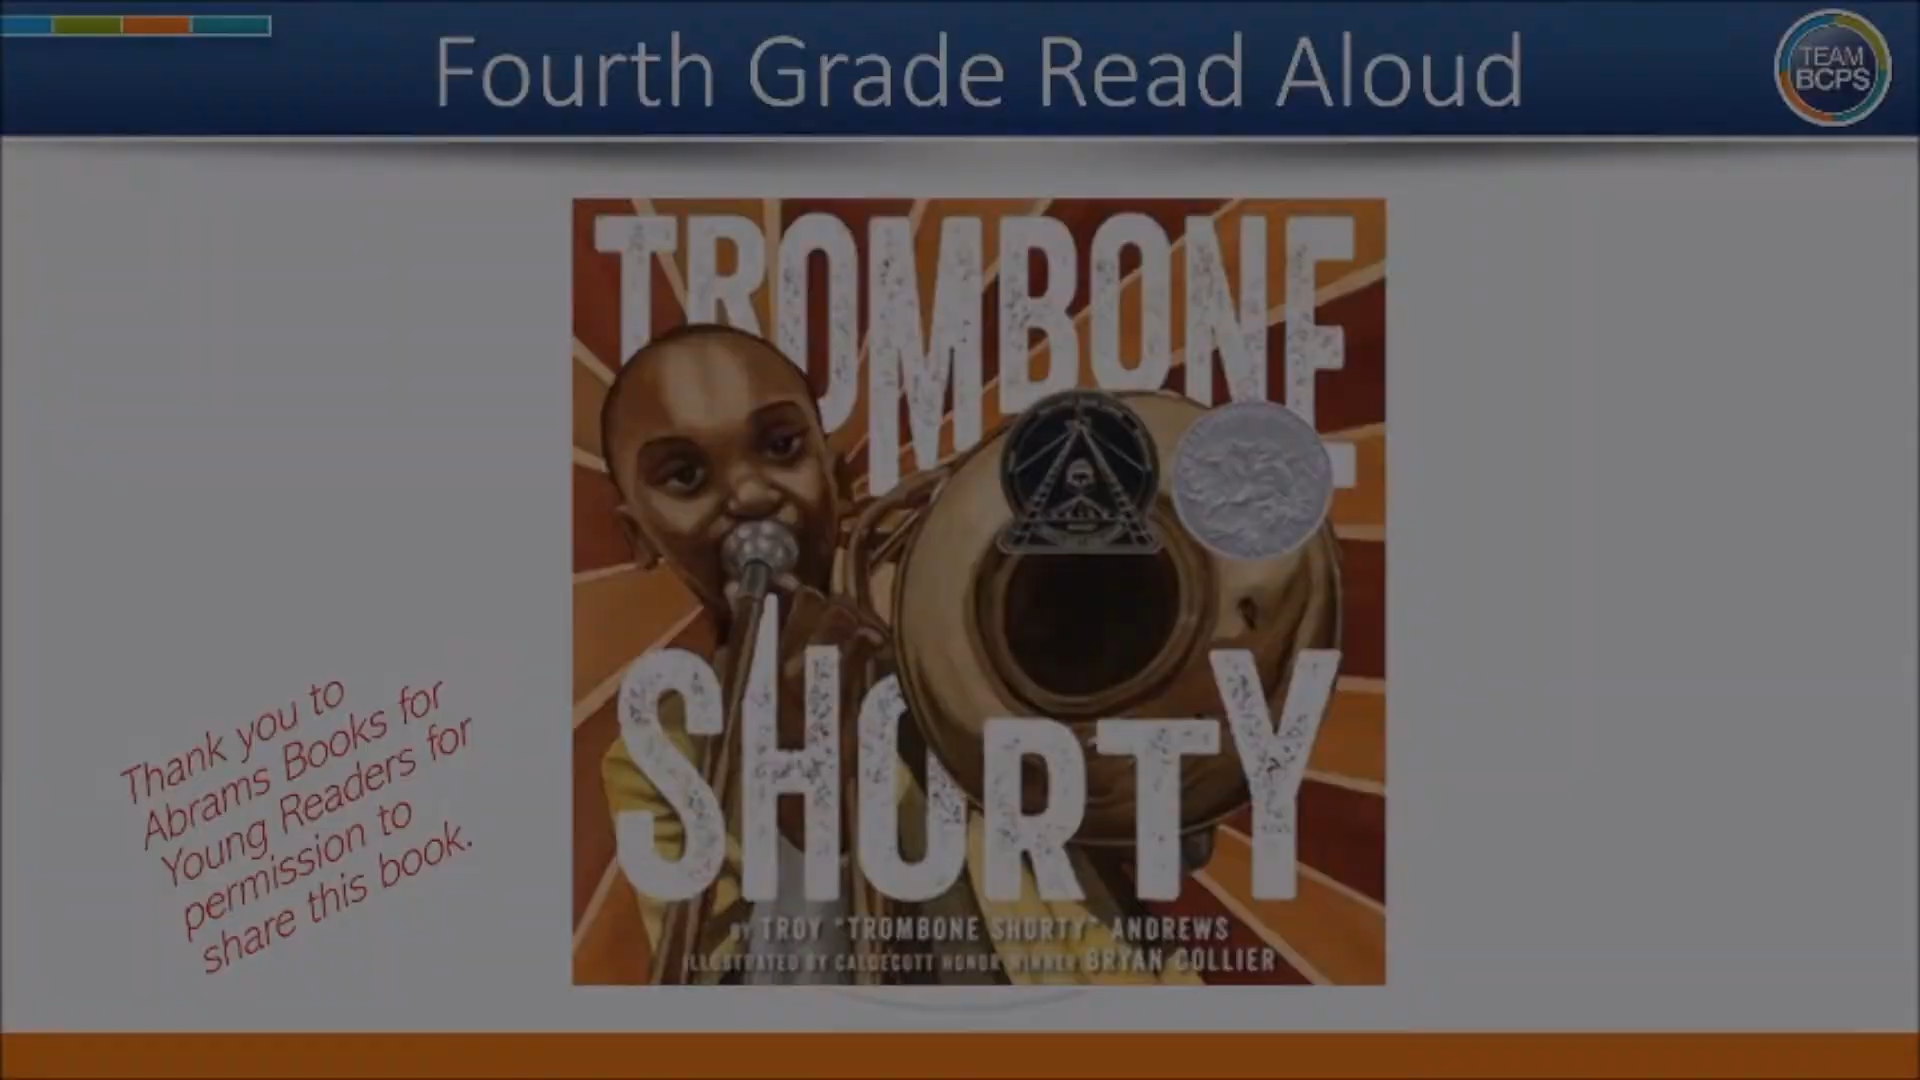 Fourth Grade Read Aloud
TEAM
BCPS
TROMBONE
SHORTY
BY TROY "TROMBONE SHORTY" ANDREWS
ILLUSTRATED BY CALDECOTT HONOR WINNER BRYAN COLLIER
Thank you to
Abrams Books for
Young Readers for
permission to
share this book.